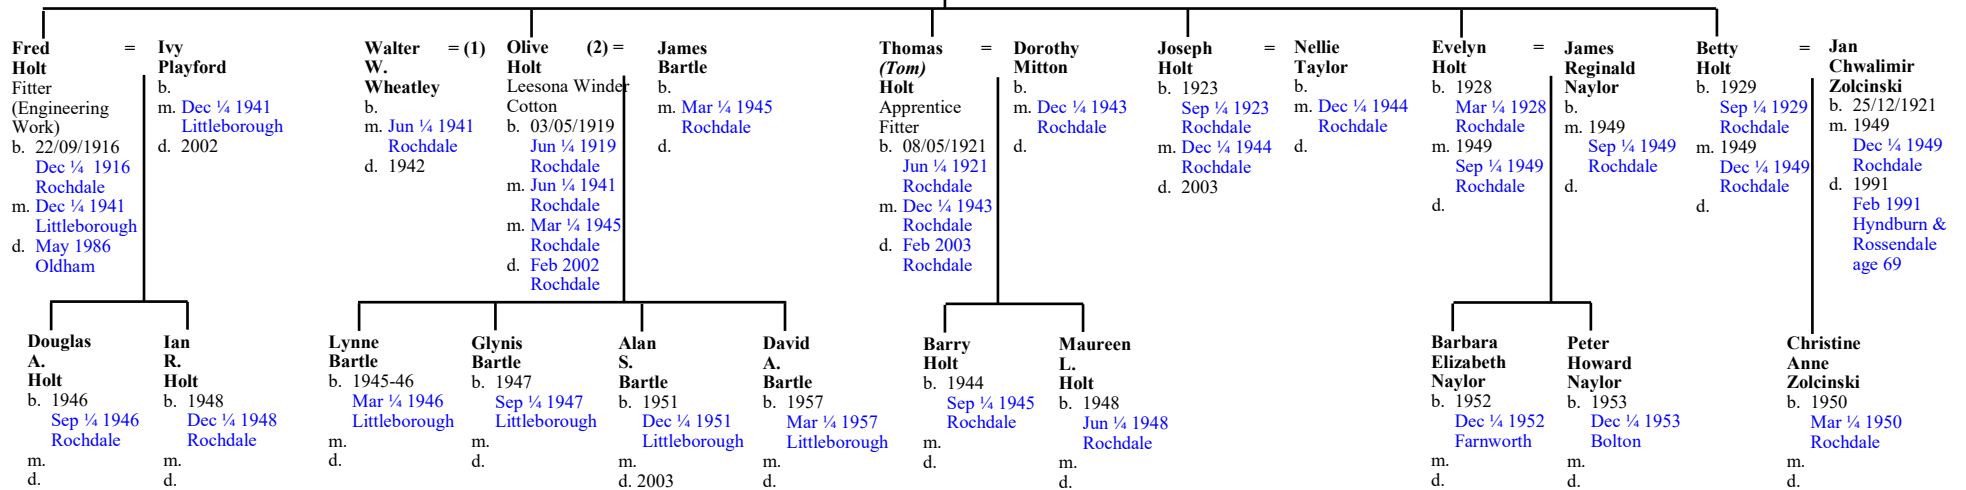 Fred =
Holt
Fitter
(Engineering
Work)
b. 22/09/1916
Dec ¼ 1916
Rochdale
m. Dec ¼ 1941
Littleborough
d. May 1986
Oldham
Ivy
Playford
b.
m. Dec ¼ 1941
Littleborough
d. 2002
Walter = (1)
W.
Wheatley
b.
m. Jun ¼ 1941
Rochdale
d. 1942
Olive (2) =
Holt
Leesona Winder
Cotton
b. 03/05/1919
Jun ¼ 1919
Rochdale
m. Jun ¼ 1941
Rochdale
m. Mar ¼ 1945
Rochdale
d. Feb 2002
Rochdale
James
Bartle
b.
m. Mar ¼ 1945
Rochdale
d.
Thomas =
(Tom)
Holt
Apprentice
Fitter
b. 08/05/1921
Jun ¼ 1921
Rochdale
m. Dec ¼ 1943
Rochdale
d. Feb 2003
Rochdale
Dorothy
Mitton
b.
m. Dec ¼ 1943
Rochdale
d.
Joseph =
Holt
b. 1923
Sep ¼ 1923
Rochdale
m. Dec ¼ 1944
Rochdale
d. 2003
Nellie
Taylor
b.
m. Dec ¼ 1944
Rochdale
d.
Evelyn =
Holt
b. 1928
Mar ¼ 1928
Rochdale
m. 1949
Sep ¼ 1949
Rochdale
d.
James
Reginald
Naylor
b.
m. 1949
Sep ¼ 1949
Rochdale
d.
Betty =
Holt
b. 1929
Sep ¼ 1929
Rochdale
m. 1949
Dec ¼ 1949
Rochdale
d.
Jan
Chwalimir
Zolcinski
b. 25/12/1921
m. 1949
Dec ¼ 1949
Rochdale
d. 1991
Feb 1991
Hyndburn &
Rossendale
age 69
Douglas
A.
Holt
b. 1946
Sep ¼ 1946
Rochdale
m.
d.
Ian
R.
Holt
b. 1948
Dec ¼ 1948
Rochdale
m.
d.
Lynne
Bartle
b. 1945-46
Mar ¼ 1946
Littleborough
m.
d.
Glynis
Bartle
b. 1947
Sep ¼ 1947
Littleborough
m.
d.
Alan
S.
Bartle
b. 1951
Dec ¼ 1951
Littleborough
m.
d. 2003
David
A.
Bartle
b. 1957
Mar ¼ 1957
Littleborough
m.
d.
Barry
Holt
b. 1944
Sep ¼ 1945
Rochdale
m.
d.
Maureen
L.
Holt
b. 1948
Jun ¼ 1948
Rochdale
m.
d.
Barbara
Elizabeth
Naylor
b. 1952
Dec ¼ 1952
Farnworth
m.
d.
Peter
Howard
Naylor
b. 1953
Dec ¼ 1953
Bolton
m.
d.
Christine
Anne
Zolcinski
b. 1950
Mar ¼ 1950
Rochdale
m.
d.